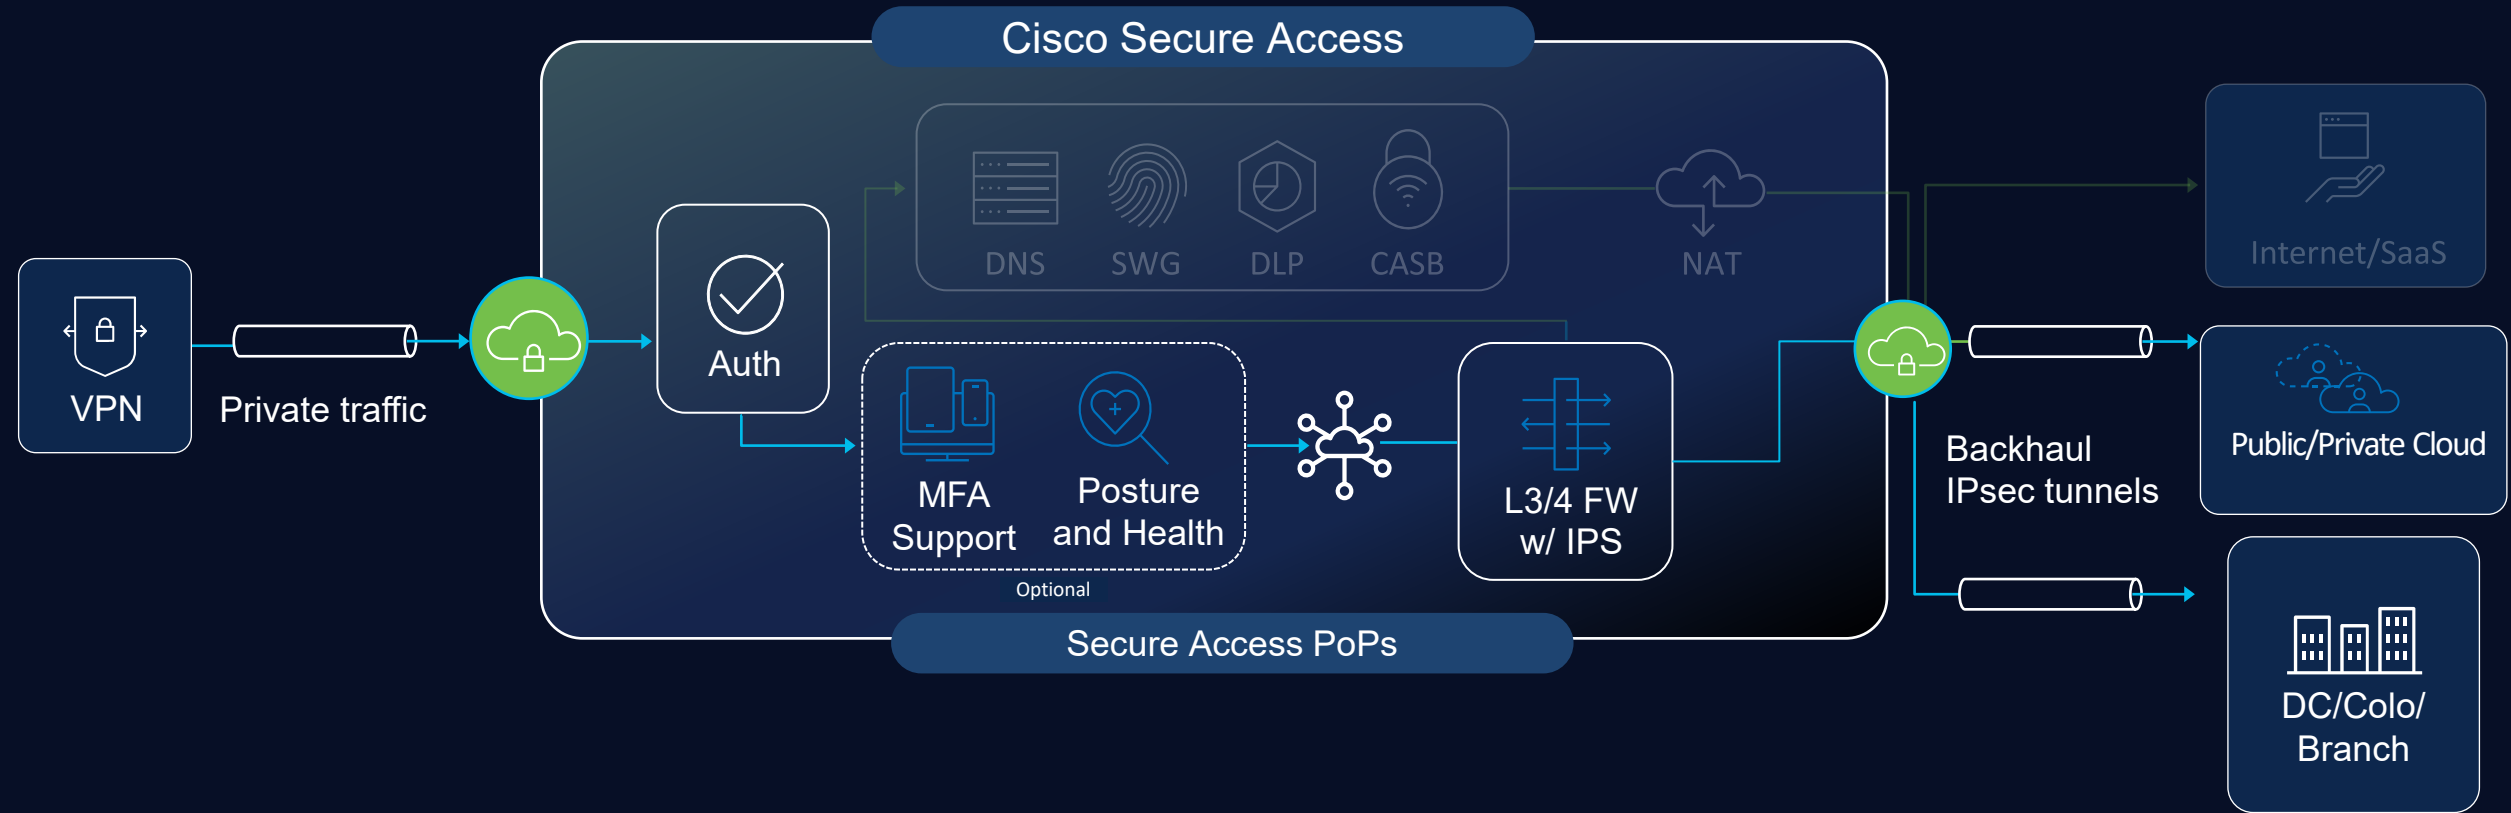 Cisco Secure Access
DNS
SWG
DLP
CASB
NAT
Internet/SaaS
VPN
Private traffic
Auth
MFA
Support
Posture
and Health
Optional
L3/4 FW
w/ IPS
Backhaul
IPsec tunnels
Public/Private Cloud
DC/Colo/
Branch
Secure Access PoPs